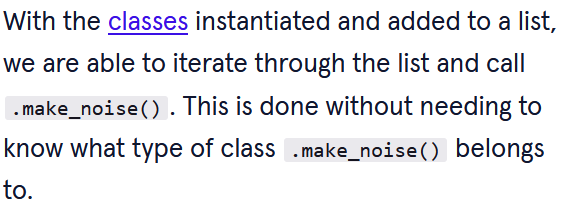 With the classes instantiated and added to a list,
we are able to iterate through the list and call
.make_noise(). This is done without needing to
know what type of class .make_noise() belongs
to.